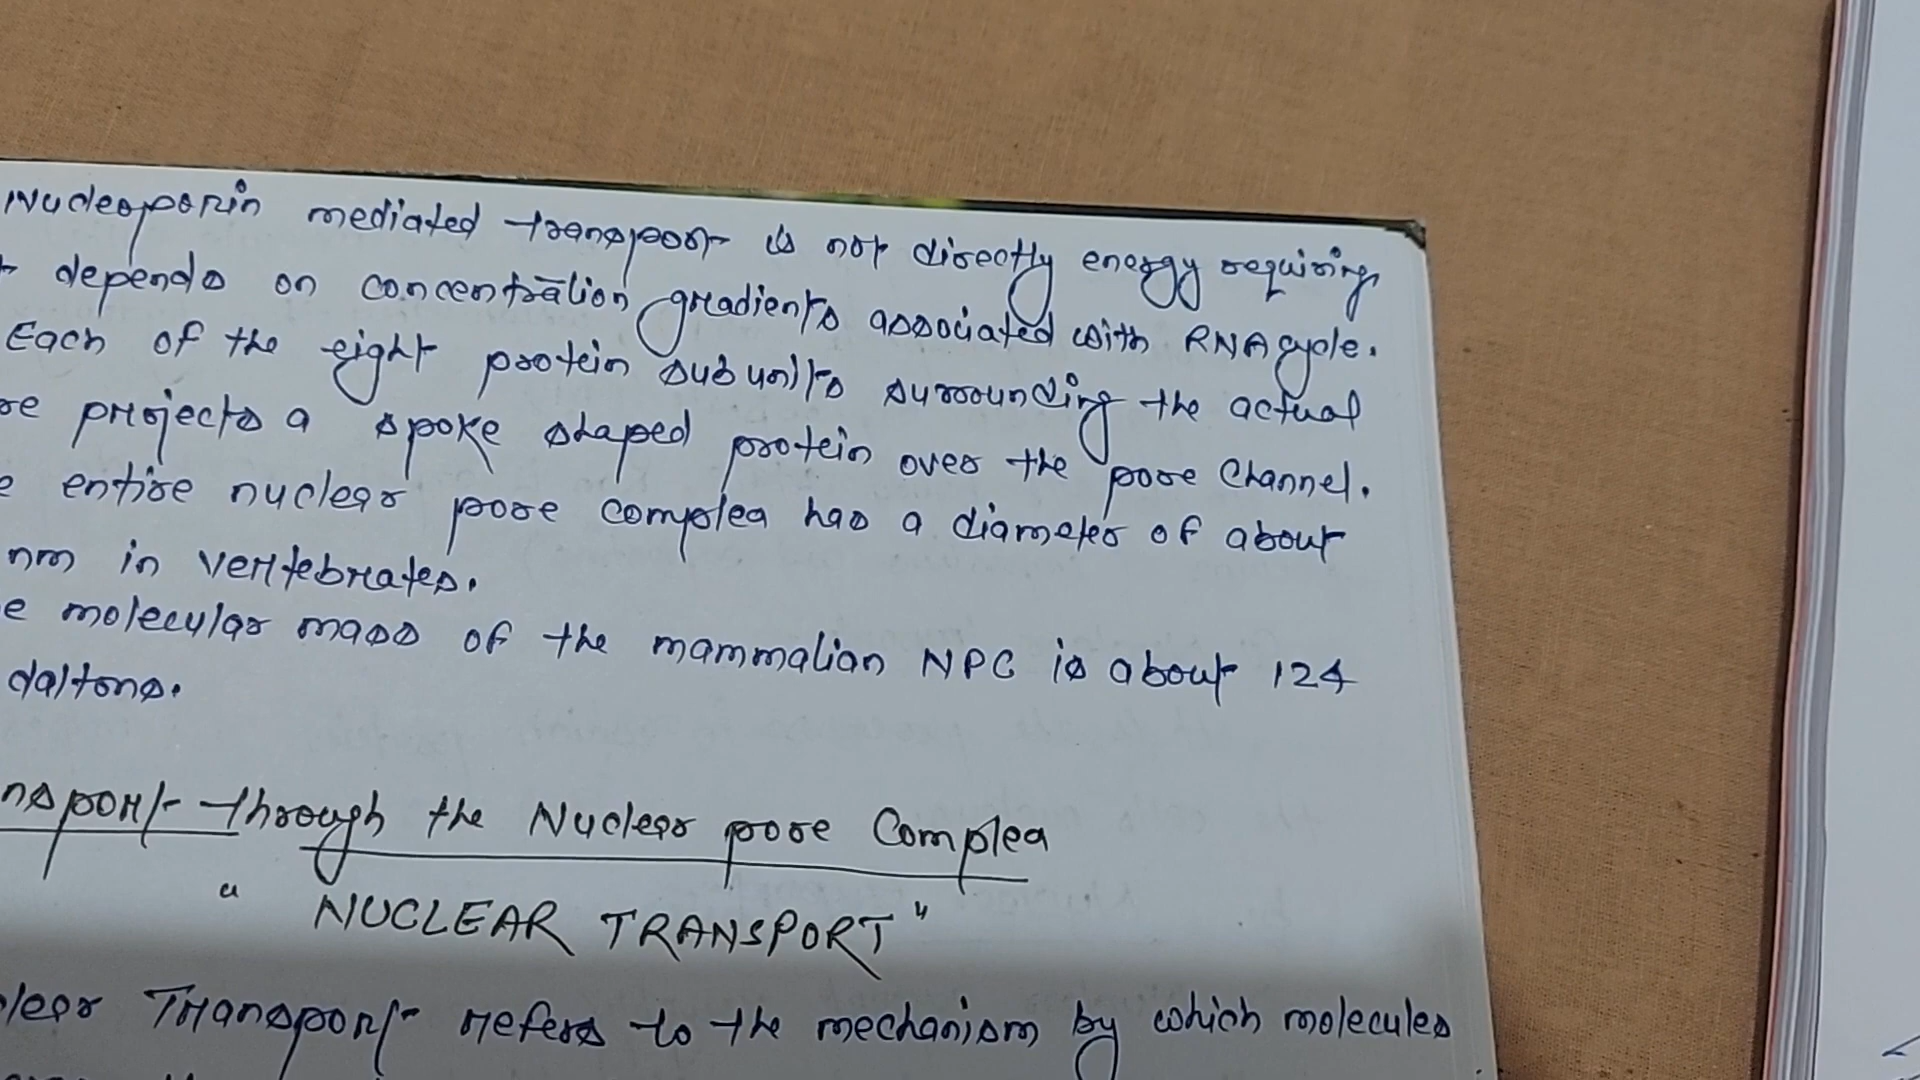 Nucleoporin mediated transport is not directly energy requiring
depends on concentration gradients associated with RNA cycle.
Each of the eight protein subunits surrounding the actual
re projects a spoke shaped protein over the pore channel.
e entire nuclear pore complex has a diameter of about
nm in vertebrates.
e molecular mass of the mammalian NPC is about 124
daltons.
nsport through the Nuclear pore Complex
"NUCLEAR TRANSPORT"
lear Transport refers to the mechanism by which molecules